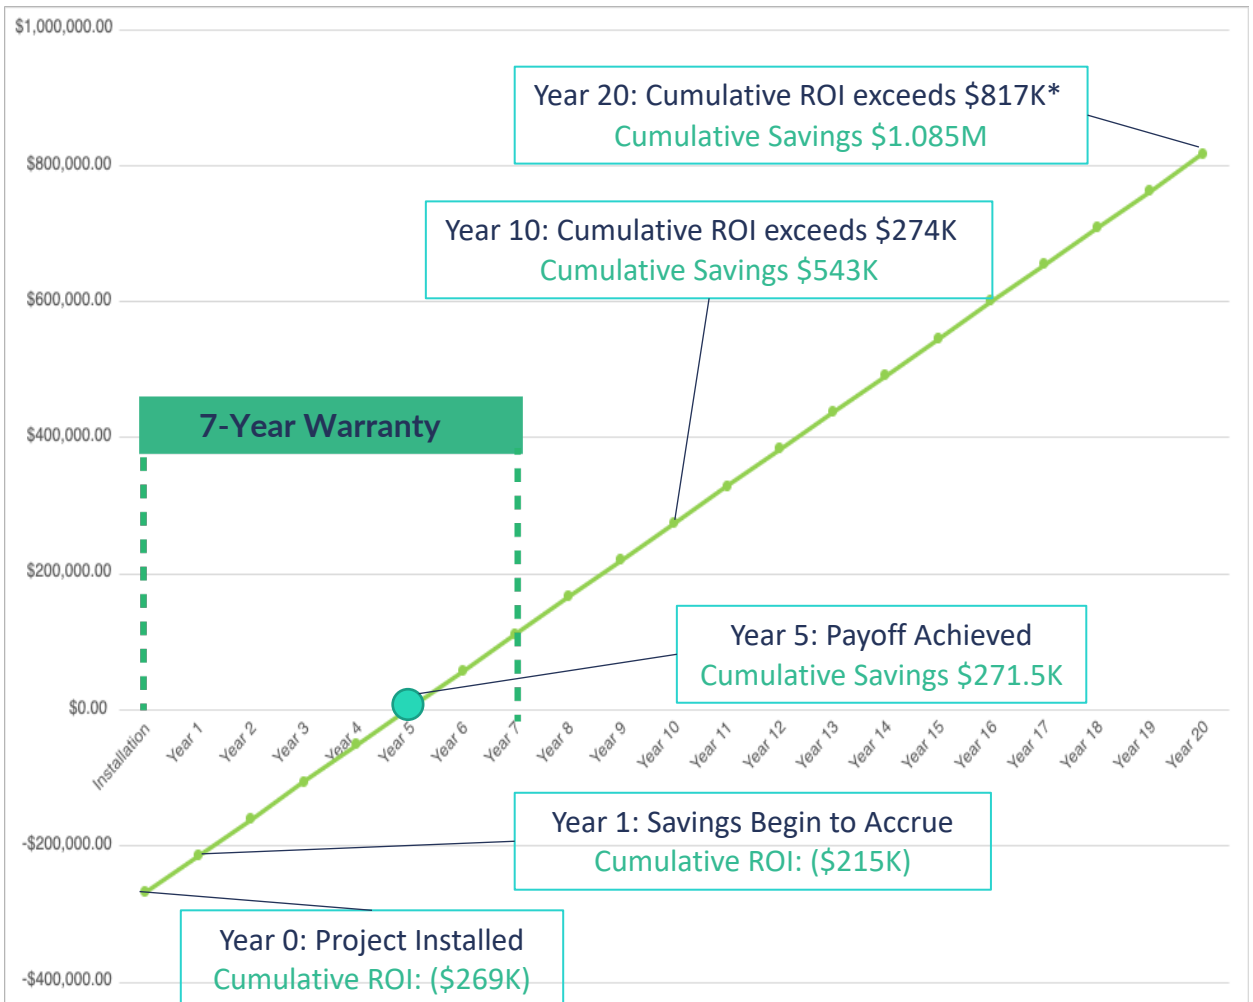 $1,000,000.00
Year 20: Cumulative ROI exceeds $817K*
Cumulative Savings $1.085M
$800,000.00
Year 10: Cumulative ROI exceeds $274K
Cumulative Savings $543K
$600,000.00
7-Year Warranty
$400,000.00
$200,000.00
Year 5: Payoff Achieved
Cumulative Savings $271.5K
$0.00
Installation
Year 1
Year 2
Year 3
Year 4
Year 5
Year 6
Year 7
Year 8
Year 9
Year 10
Year 11
Year 12
Year 13
Year 14
Year 15
Year 16
Year 17
Year 18
Year 19
Year 20
Year 1: Savings Begin to Accrue
Cumulative ROI: ($215K)
-$200,000.00
Year 0: Project Installed
Cumulative ROI: ($269K)
-$400,000.00